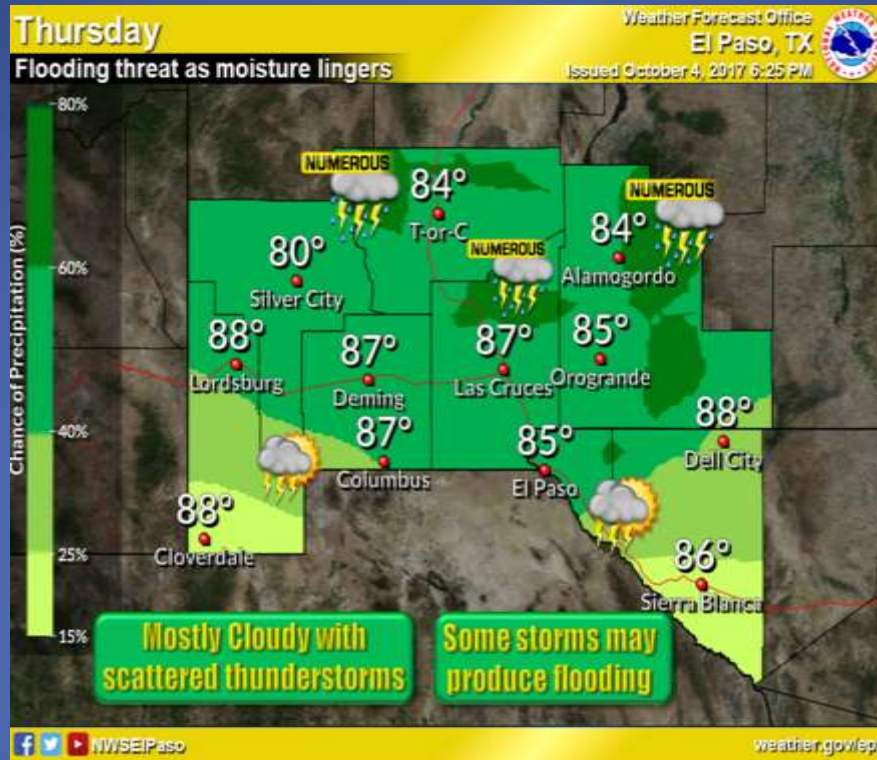 Thursday
Weather Forecast Office
El Paso, TX
Flooding threat as moisture lingers
Issued October 4, 2017 6:25 PM
Chance of Precipitation (%)
80%
60%
40%
25%
15%
NUMEROUS
84°
T-or-C
NUMEROUS
84°
Alamogordo
NUMEROUS
80°
Silver City
88°
Lordsburg
87°
Deming
87°
Las Cruces
85°
Orogrande
87°
Columbus
85°
El Paso
88°
Dell City
88°
Cloverdale
86°
Sierra Blanca
Mostly Cloudy with
scattered thunderstorms
Some storms may
produce flooding
NWSElPaso
weather.gov/ep